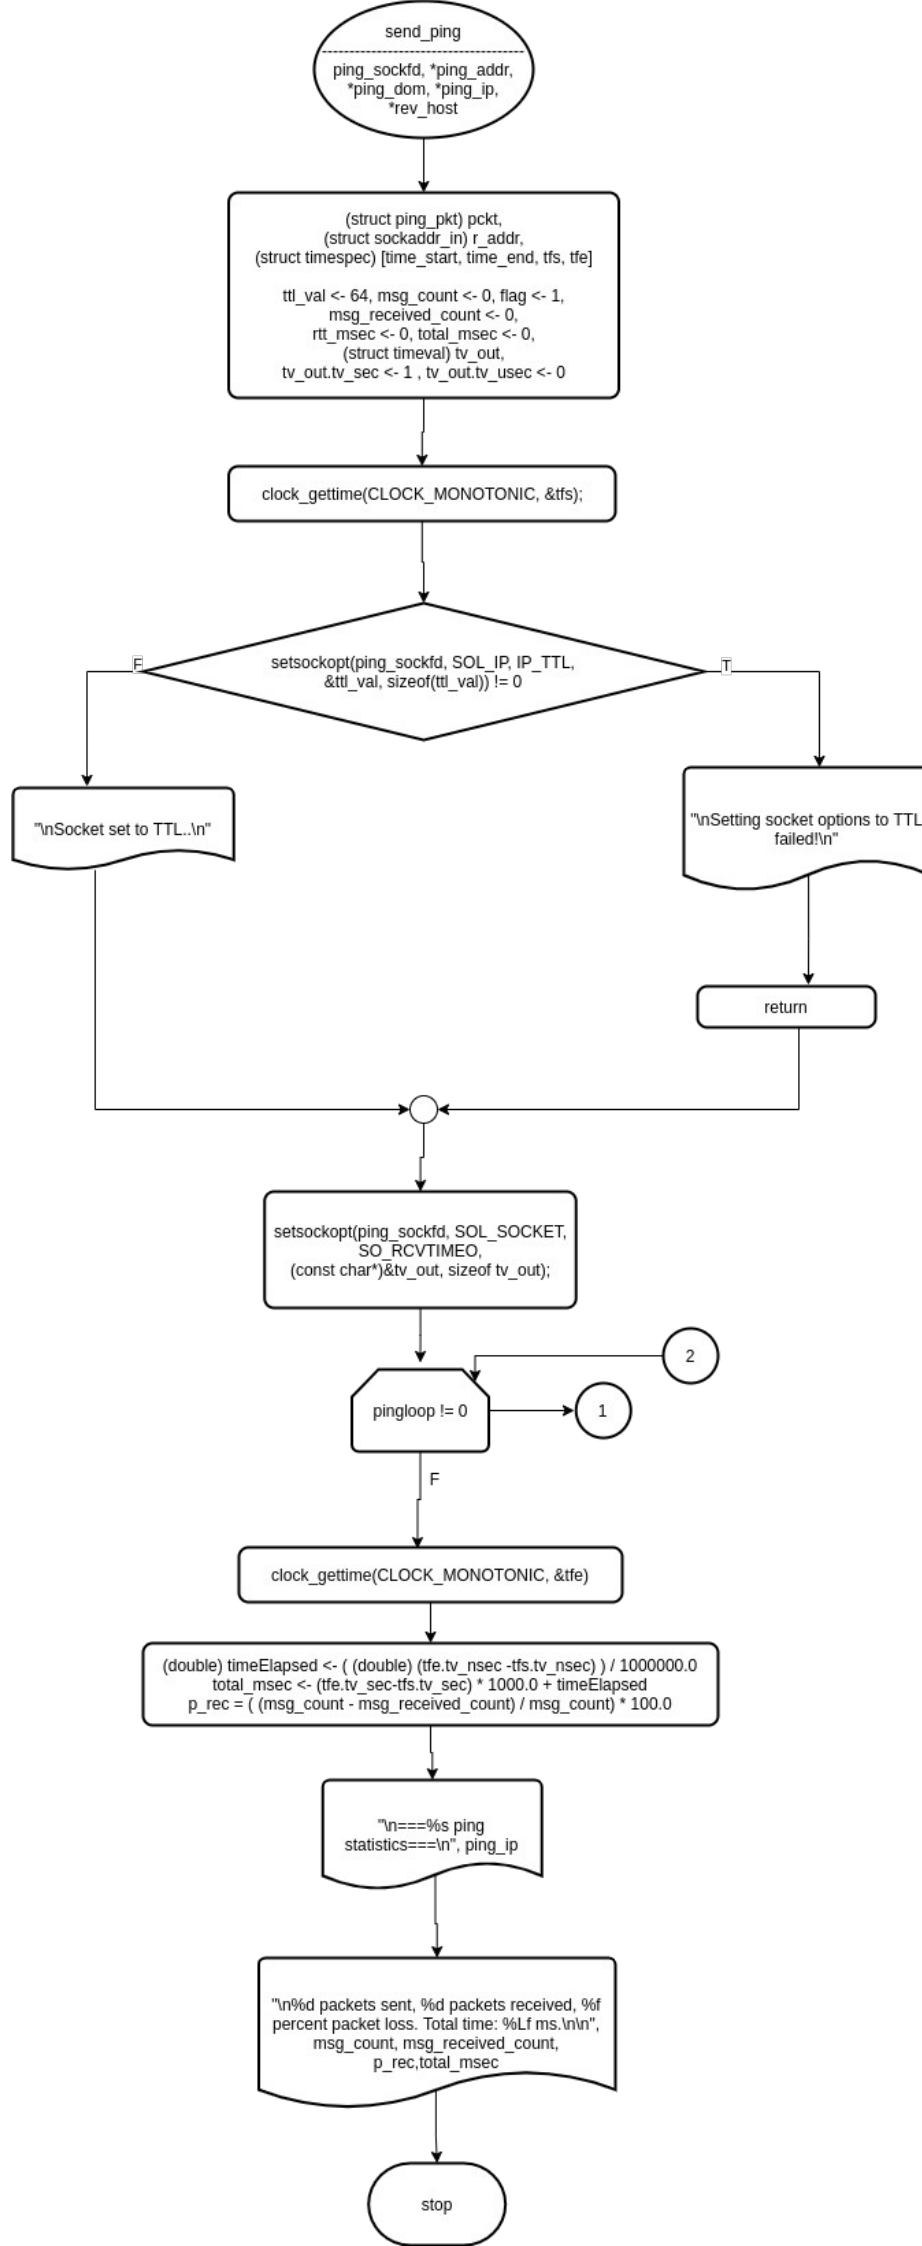 send_ping
ping_sockfd, *ping_addr,
*ping_dom, *ping_ip,
*rev_host
(struct ping_pkt) pckt,
(struct sockaddr_in) r_addr,
(struct timespec) [time_start, time_end, tfs, tfe]
ttl_val <- 64, msg_count <- 0, flag <- 1,
msg_received_count <- 0,
rtt_msec <- 0, total_msec <- 0,
(struct timeval) tv_out,
tv_out.tv_sec <- 1 , tv_out.tv_usec <- 0
clock_gettime(CLOCK_MONOTONIC, &tfs);
F
T
setsockopt(ping_sockfd, SOL_IP, IP_TTL,
&ttl_val, sizeof(ttl_val)) != 0
"\nSocket set to TTL..\n"
"\nSetting socket options to TTL
failed!\n"
return
setsockopt(ping_sockfd, SOL_SOCKET,
SO_RCVTIMEO,
(const char*)&tv_out, sizeof tv_out);
2
pingloop != 0
1
F
clock_gettime(CLOCK_MONOTONIC, &tfe)
(double) timeElapsed <- ( (double) (tfe.tv_nsec -tfs.tv_nsec) ) / 1000000.0
total_msec <- (tfe.tv_sec-tfs.tv_sec) * 1000.0 + timeElapsed
p_rec = ( (msg_count - msg_received_count) / msg_count) * 100.0
"\n===%s ping
statistics===\n", ping_ip
"\n%d packets sent, %d packets received, %f
percent packet loss. Total time: %Lf ms.\n\n",
msg_count, msg_received_count,
p_rec,total_msec
stop